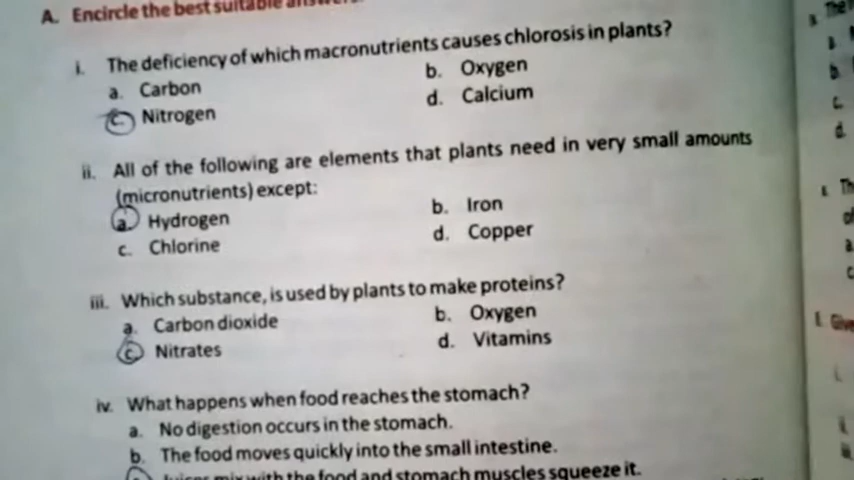 A. Encircle the best suitable answer.
i. The deficiency of which macronutrients causes chlorosis in plants?
a. Carbon
b. Oxygen
c. Nitrogen
d. Calcium
ii. All of the following are elements that plants need in very small amounts
(micronutrients) except:
a. Hydrogen
b. Iron
c. Chlorine
d. Copper
iii. Which substance, is used by plants to make proteins?
a. Carbon dioxide
b. Oxygen
c. Nitrates
d. Vitamins
iv. What happens when food reaches the stomach?
a. No digestion occurs in the stomach.
b. The food moves quickly into the small intestine.
mix with the food and stomach muscles squeeze it.